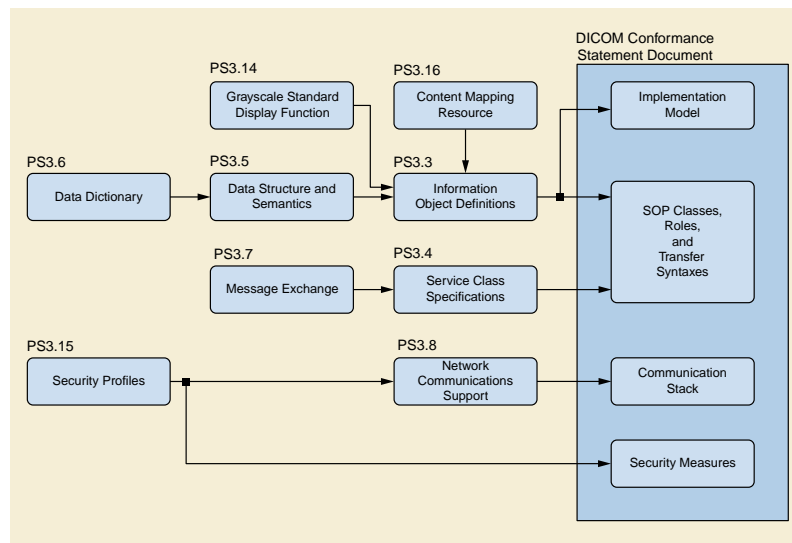 DICOM Conformance
Statement Document
PS3.14
Grayscale Standard
Display Function
PS3.16
Content Mapping
Resource
Implementation
Model
PS3.6
Data Dictionary
PS3.5
Data Structure and
Semantics
PS3.3
Information
Object Definitions
SOP Classes,
Roles,
and
Transfer
Syntaxes
PS3.7
Message Exchange
PS3.4
Service Class
Specifications
PS3.15
Security Profiles
PS3.8
Network
Communications
Support
Communication
Stack
Security Measures